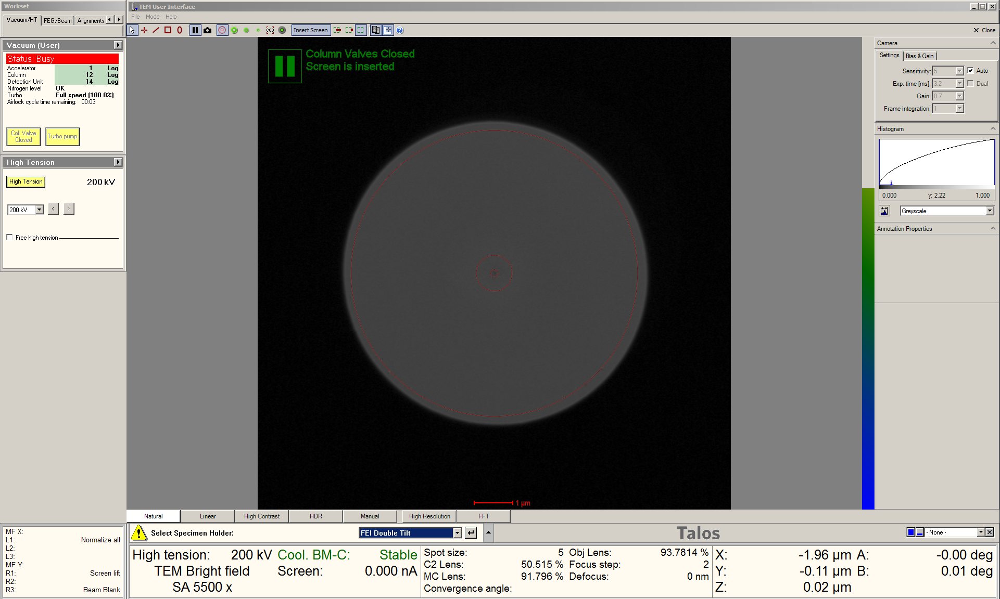 Workset
Vacuum/HT FEG/Beam Alignments
Vacuum (User)
Status: Busy
Accelerator 1 Log
Column 12 Log
Detection Unit 14 Log
Nitrogen level OK
Turbo Full speed (100.0%)
Airlock cycle time remaining: 00:03
Col. Valve Closed
Turbo pump
High Tension
High Tension 200 kV
200 kV < >
Free high tension
MF X:
L1: Normalize all
L2:
L3:
MF Y:
R1: Screen lift
R2:
R3: Beam Blank
TEM User Interface
File Mode Help
CCD Insert Screen ? Close
Column Valves Closed
Screen is inserted
1 µm
Camera
Settings Bias & Gain
Sensitivity: 5 Auto
Exp. time [ms]: 3.2 Dual
Gain: 0.7
Frame integration: 1
Histogram
0.000 γ: 2.22 1.000
Greyscale
Annotation Properties
Natural Linear High Contrast HDR Manual High Resolution FFT
Select Specimen Holder: FEI Double Tilt
Talos
- None -
High tension: 200 kV
TEM Bright field
SA 5500 x
Cool. BM-C: Stable
Screen: 0.000 nA
Spot size: 5
C2 Lens: 50.515 %
MC Lens: 91.796 %
Convergence angle:
Obj Lens: 93.7814 %
Focus step: 2
Defocus: 0 nm
X: -1.96 µm A: -0.00 deg
Y: -0.11 µm B: 0.01 deg
Z: 0.02 µm